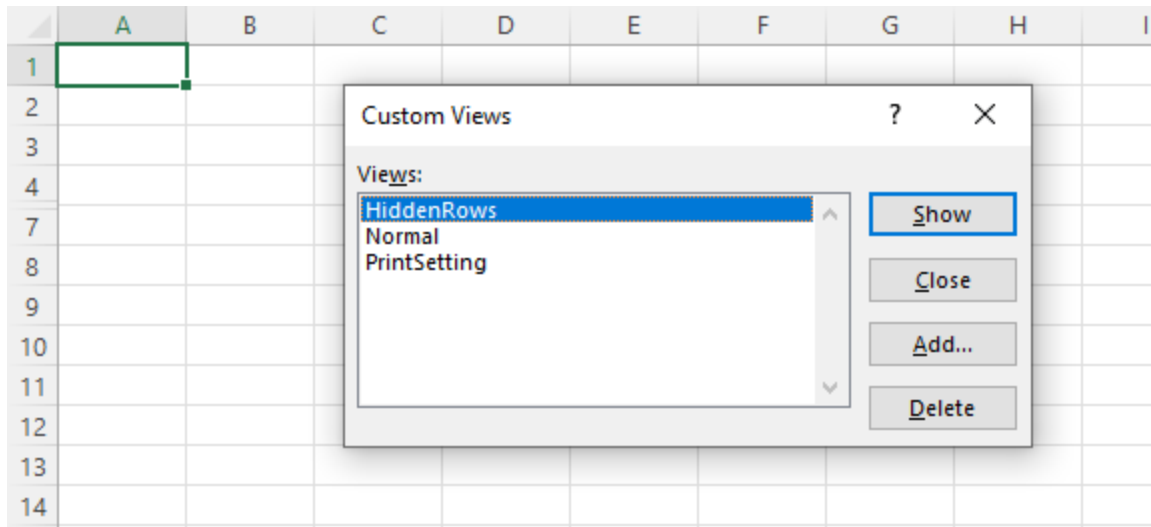 A B C D E F G H I
1
2 Custom Views ? ×
3
4 Views:
7 HiddenRows Show
Normal
8 PrintSetting Close
9
10 Add...
11
12 Delete
13
14